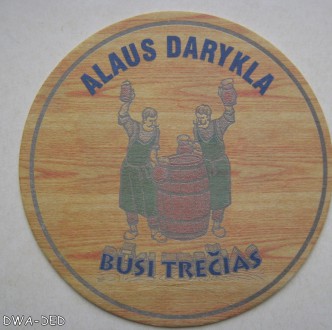 ALAUS DARYKLA
BŪSI TREČIAS
DWA-DED